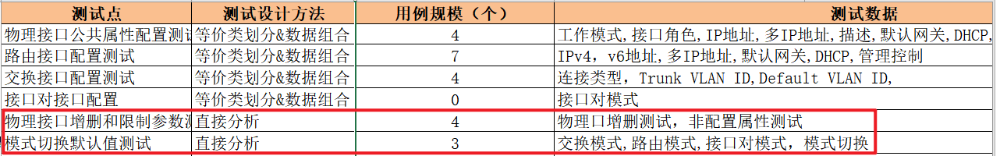 测试点 测试设计方法 用例规模（个） 测试数据
物理接口公共属性配置测试 等价类划分&数据组合 4 工作模式,接口角色,IP地址,多IP地址,描述,默认网关,DHCP,
路由接口配置测试 等价类划分&数据组合 7 IPv4，v6地址,多IP地址,默认网关,DHCP,管理控制
交换接口配置测试 等价类划分&数据组合 4 连接类型，Trunk VLAN ID,Default VLAN ID,
接口对接口配置 等价类划分&数据组合 0 接口对模式
物理接口增删和限制参数测 直接分析 4 物理口增删测试，非配置属性测试
模式切换默认值测试 直接分析 3 交换模式,路由模式,接口对模式，模式切换